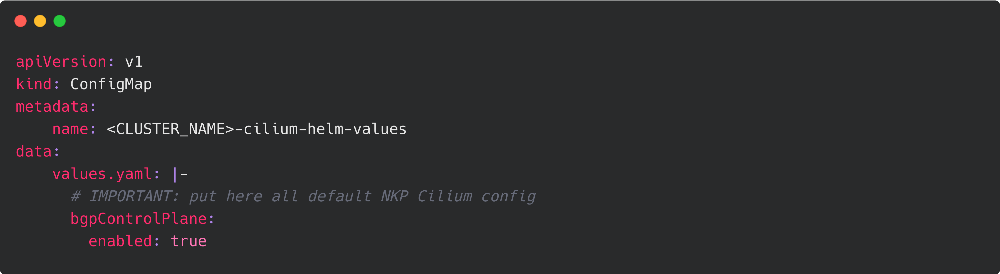 apiVersion: v1
kind: ConfigMap
metadata:
    name: <CLUSTER_NAME>-cilium-helm-values
data:
    values.yaml: |-
      # IMPORTANT: put here all default NKP Cilium config
      bgpControlPlane:
        enabled: true